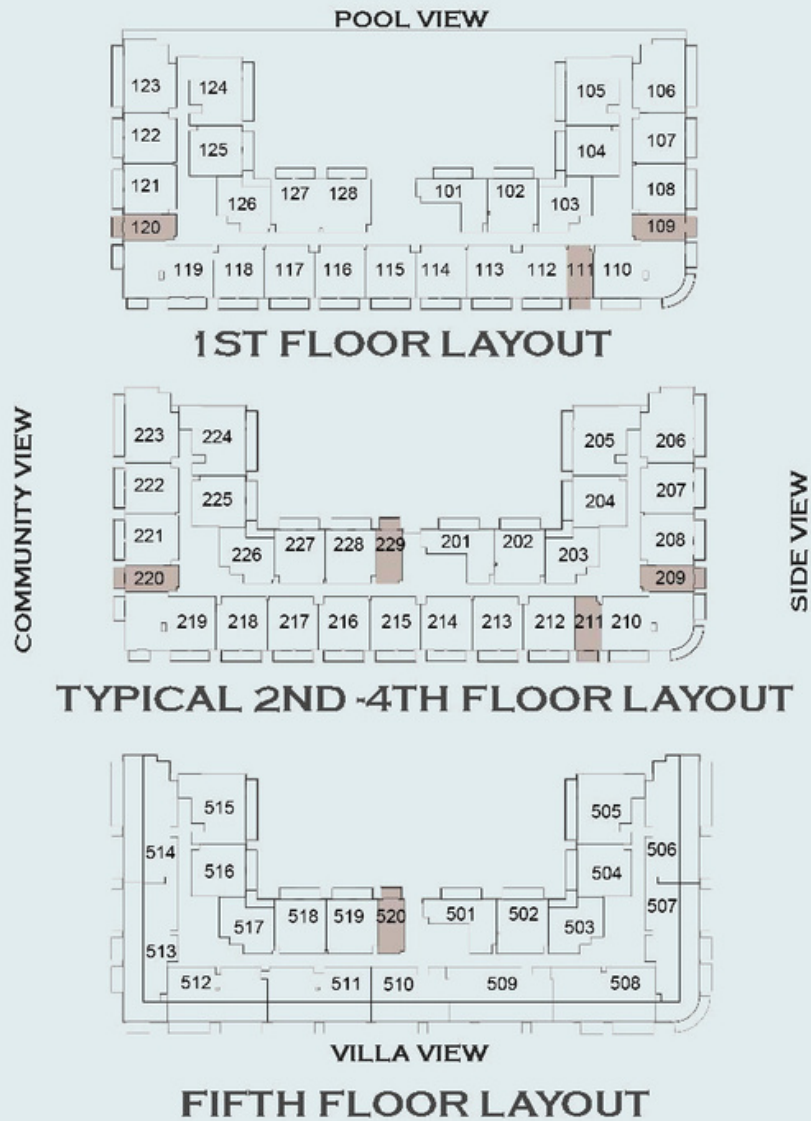 POOL VIEW
123 124 105 106
122 125 104 107
121 126 127 128 101 102 103 108
120 109
119 118 117 116 115 114 113 112 111 110
1ST FLOOR LAYOUT
COMMUNITY VIEW
SIDE VIEW
223 224 205 206
222 225 204 207
221 226 227 228 229 201 202 203 208
220 209
219 218 217 216 215 214 213 212 211 210
TYPICAL 2ND -4TH FLOOR LAYOUT
515 505
514 516 504 506
517 518 519 520 501 502 503 507
513
512 511 510 509 508
VILLA VIEW
FIFTH FLOOR LAYOUT